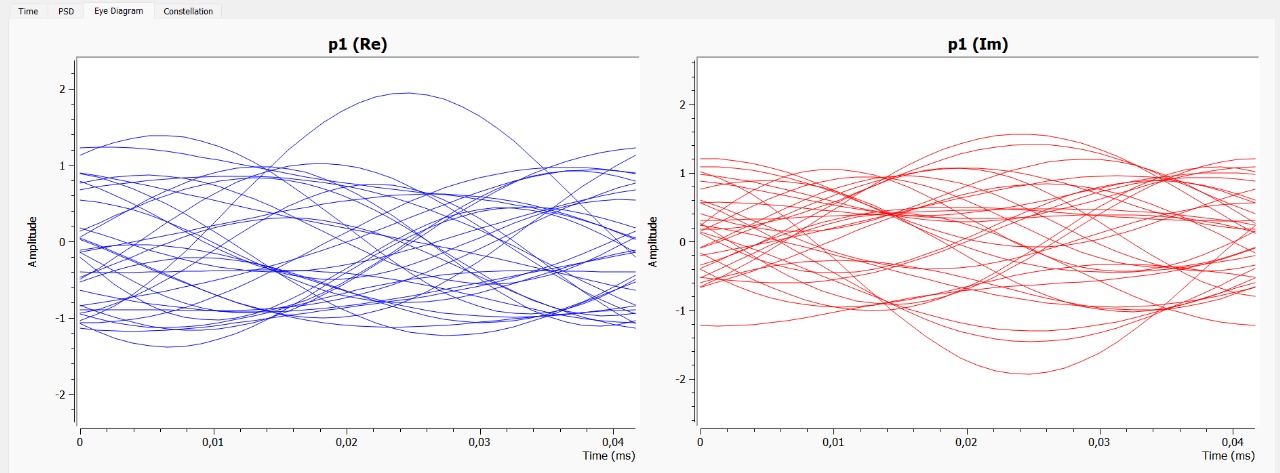 Time PSD Eye Diagram Constellation
p1 (Re)
2
1
0
-1
-2
Amplitude
0 0,01 0,02 0,03 0,04
Time (ms)
p1 (Im)
2
1
0
-1
-2
Amplitude
0 0,01 0,02 0,03 0,04
Time (ms)